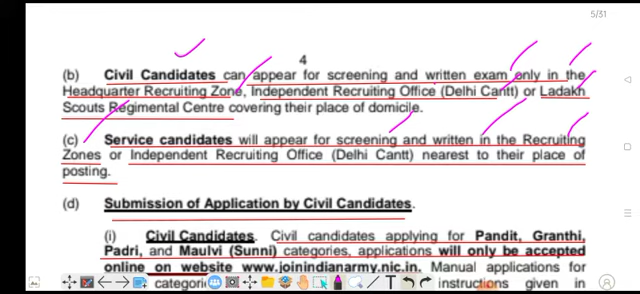 5/31
4
(b) Civil Candidates can appear for screening and written exam only in the
Headquarter Recruiting Zone, Independent Recruiting Office (Delhi Cantt) or Ladakh
Scouts Regimental Centre covering their place of domicile.
(c) Service candidates will appear for screening and written in the Recruiting
Zones or Independent Recruiting Office (Delhi Cantt) nearest to their place of
posting.
(d) Submission of Application by Civil Candidates.
(i) Civil Candidates. Civil candidates applying for Pandit, Granthi,
Padri, and Maulvi (Sunni) categories, applications will only be accepted
online on website www.joinindianarmy.nic.in. Manual applications for
instructions given in